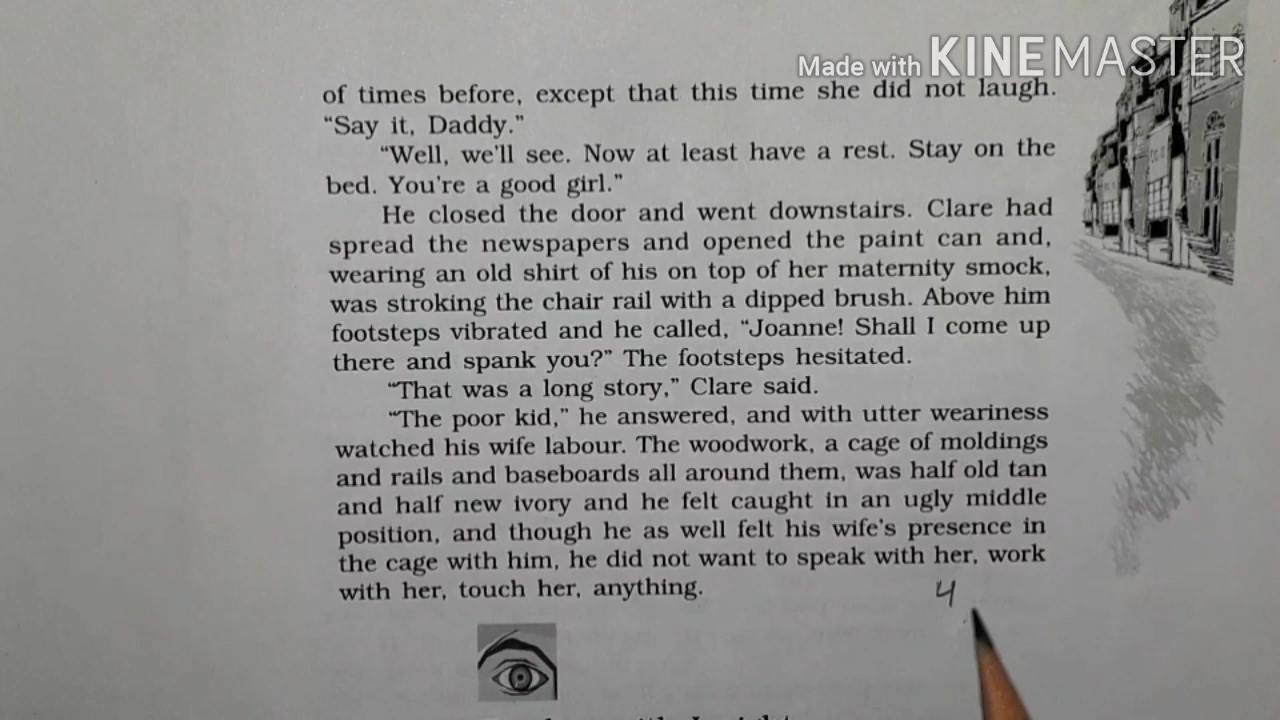 Made with KINEMASTER
of times before, except that this time she did not laugh.
“Say it, Daddy.”
“Well, we'll see. Now at least have a rest. Stay on the
bed. You're a good girl.”
He closed the door and went downstairs. Clare had
spread the newspapers and opened the paint can and,
wearing an old shirt of his on top of her maternity smock,
was stroking the chair rail with a dipped brush. Above him
footsteps vibrated and he called, “Joanne! Shall I come up
there and spank you?” The footsteps hesitated.
“That was a long story,” Clare said.
“The poor kid,” he answered, and with utter weariness
watched his wife labour. The woodwork, a cage of moldings
and rails and baseboards all around them, was half old tan
and half new ivory and he felt caught in an ugly middle
position, and though he as well felt his wife's presence in
the cage with him, he did not want to speak with her, work
with her, touch her, anything.
4